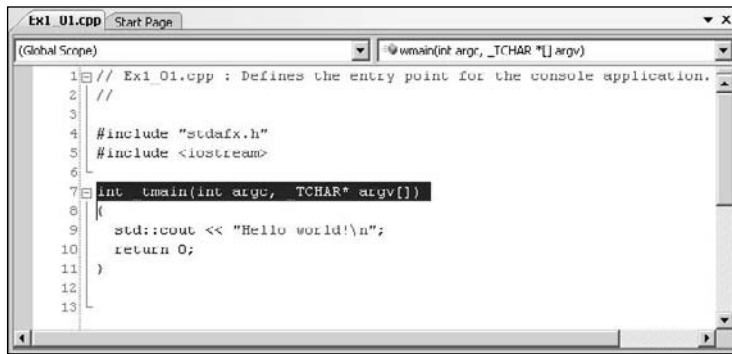 Ex1_01.cpp Start Page
(Global Scope) wmain(int argc, _TCHAR *[] argv)
1 // Ex1_01.cpp : Defines the entry point for the console application.
2 //
3
4 #include "stdafx.h"
5 #include <iostream>
6
7 int _tmain(int argc, _TCHAR* argv[])
8 {
9 std::cout << "Hello world!\n";
10 return 0;
11 }
12
13